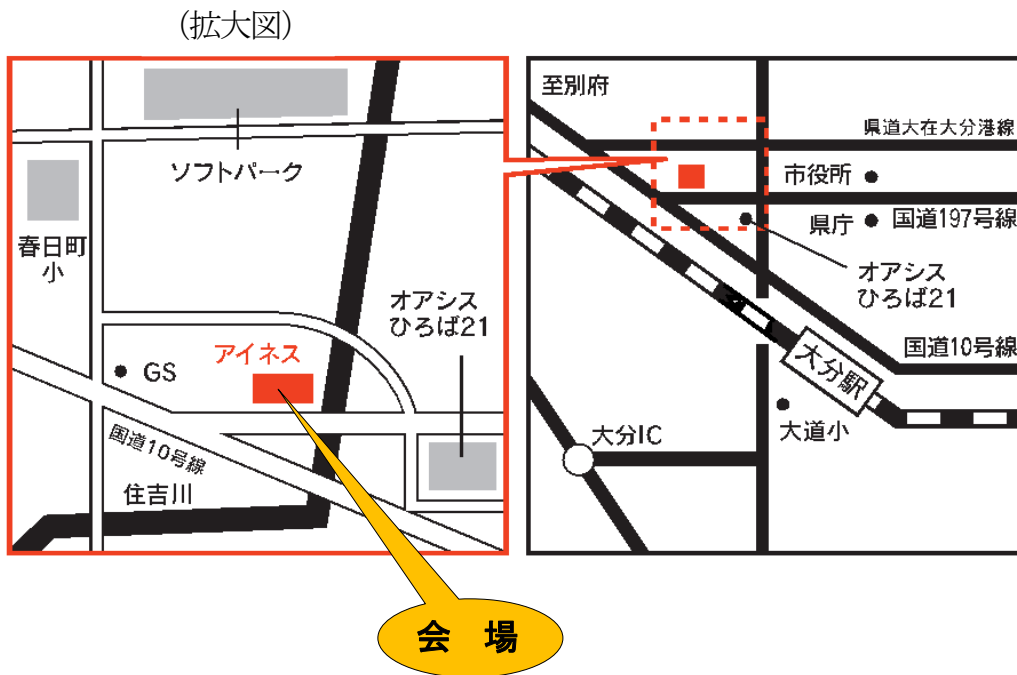 (拡大図)
ソフトパーク
春日町
小
オアシス
ひろば21
アイネス
GS
国道10号線
住吉川
会 場
至別府
県道大在大分港線
市役所
県庁
国道197号線
オアシス
ひろば21
国道10号線
大分駅
大道小
大分IC